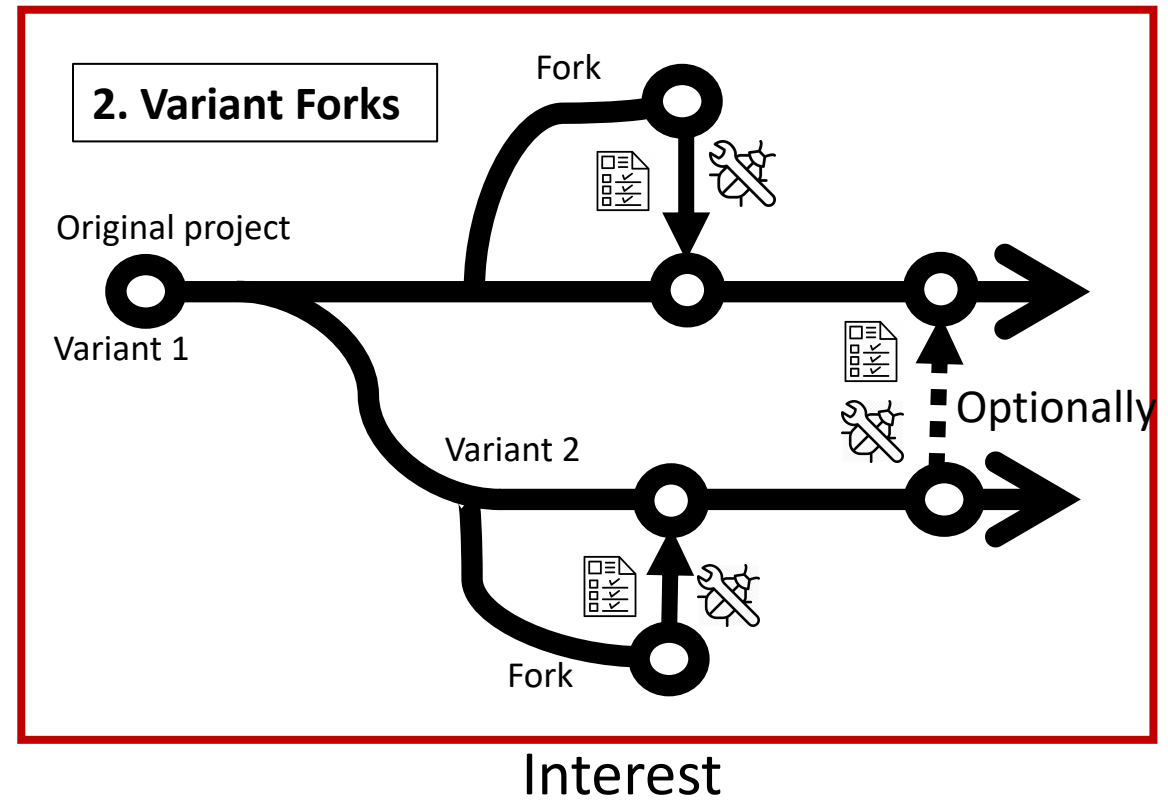 Fork
2. Variant Forks
Original project
Variant 1
Optionally
Variant 2
Fork
Interest